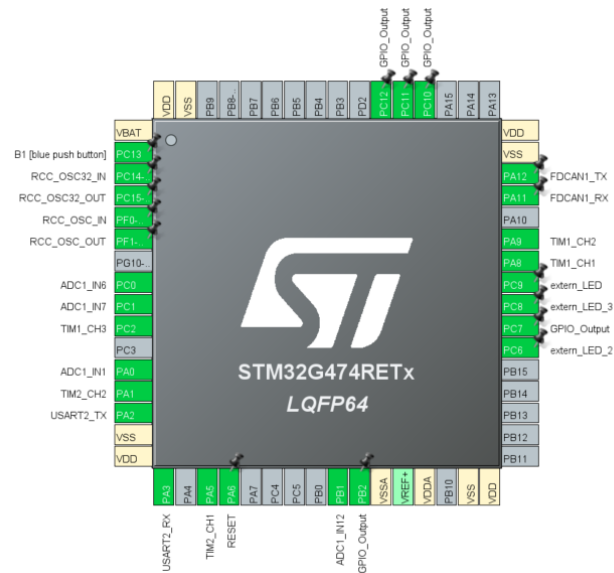 GPIO_Output
GPIO_Output
GPIO_Output
VDD
VSS
PB9
PB8-..
PB7
PB6
PB5
PB4
PB3
PD2
PC12
PC11
PC10
PA15
PA14
PA13
VBAT
B1 [blue push button] PC13
RCC_OSC32_IN PC14-..
RCC_OSC32_OUT PC15-..
RCC_OSC_IN PF0-..
RCC_OSC_OUT PF1-..
PG10-..
ADC1_IN6 PC0
ADC1_IN7 PC1
TIM1_CH3 PC2
PC3
ADC1_IN1 PA0
TIM2_CH2 PA1
USART2_TX PA2
VSS
VDD
ST
STM32G474RETx
LQFP64
VDD
VSS
PA12 FDCAN1_TX
PA11 FDCAN1_RX
PA10
PA9 TIM1_CH2
PA8 TIM1_CH1
PC9 extern_LED
PC8 extern_LED_3
PC7 GPIO_Output
PC6 extern_LED_2
PB15
PB14
PB13
PB12
PB11
PA3
PA4
PA5
PA6
PA7
PC4
PC5
PB0
PB1
PB2
VSSA
VREF+
VDDA
PB10
VSS
VDD
USART2_RX
TIM2_CH1
RESET
ADC1_IN12
GPIO_Output